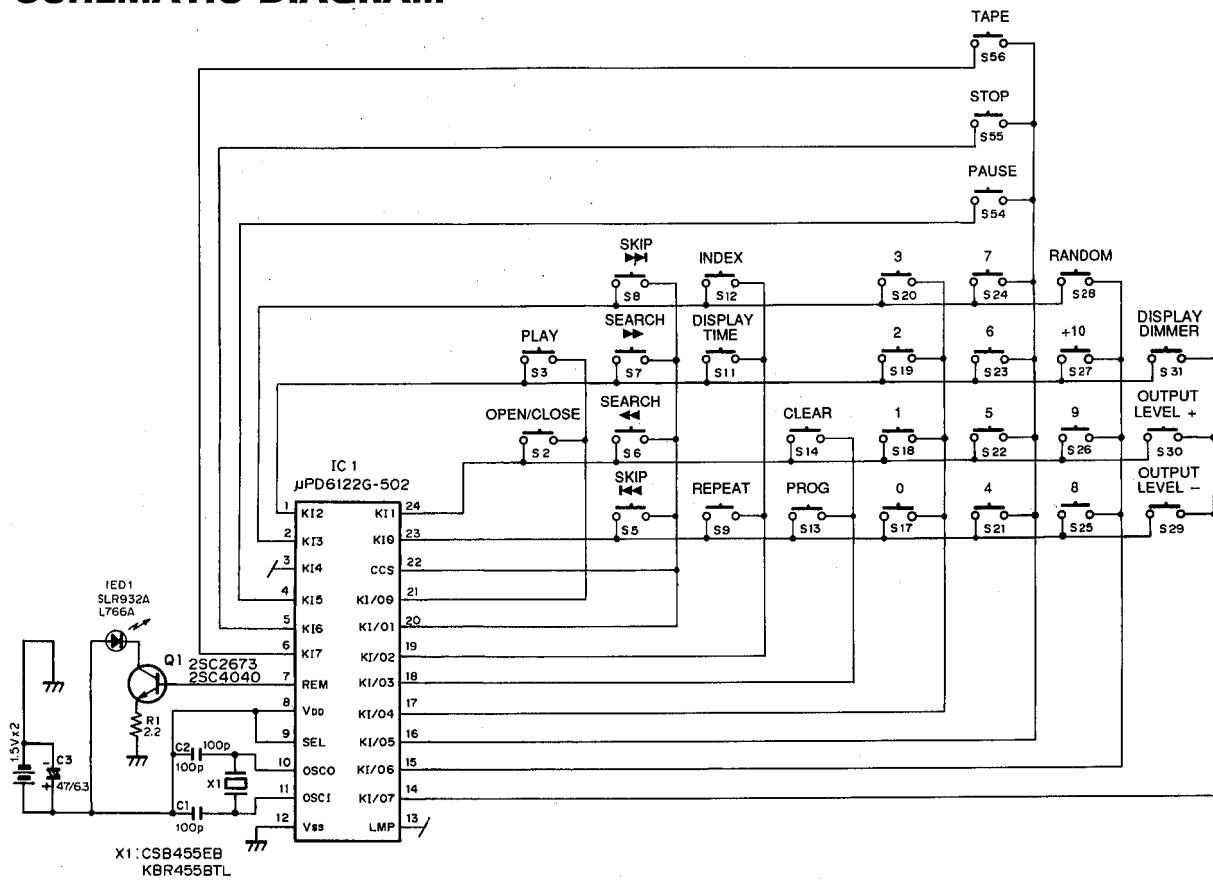 SCHEMATIC DIAGRAM
TAPE
S56
STOP
S55
PAUSE
S54
SKIP
S8
INDEX
S12
3
S20
7
S24
RANDOM
S28
PLAY
S3
SEARCH
S7
DISPLAY
TIME
S11
2
S19
6
S23
+10
S27
DISPLAY
DIMMER
S31
OPEN/CLOSE
S2
SEARCH
S6
CLEAR
S14
1
S18
5
S22
9
S26
OUTPUT
LEVEL +
S30
SKIP
S5
REPEAT
S9
PROG
S13
0
S17
4
S21
8
S25
OUTPUT
LEVEL −
S29
IC 1
μPD6122G-502
1 KI2 KI1 24
2 KI3 KI0 23
3 KI4 CCS 22
4 KI5 KI/O0 21
5 KI6 KI/O1 20
6 KI7 KI/O2 19
7 REM KI/O3 18
8 VDD KI/O4 17
9 SEL KI/O5 16
10 OSCO KI/O6 15
11 OSCI KI/O7 14
12 Vss LMP 13
IED1
SLR932A
L766A
Q1
2SC2673
2SC4040
R1
2.2
1.5Vx2
− C3
+ 47/6.3
C2 100p
100p
X1
C1
100p
X1:CSB455EB
KBR455BTL